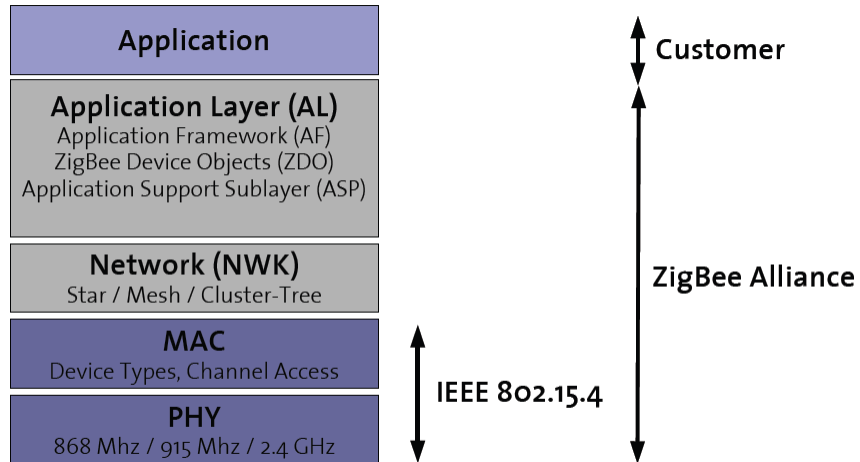 Application
Customer
Application Layer (AL)
Application Framework (AF)
ZigBee Device Objects (ZDO)
Application Support Sublayer (ASP)
Network (NWK)
Star / Mesh / Cluster-Tree
ZigBee Alliance
MAC
Device Types, Channel Access
IEEE 802.15.4
PHY
868 Mhz / 915 Mhz / 2.4 GHz